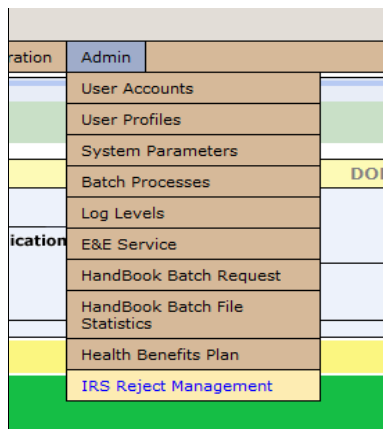 ration Admin
User Accounts
User Profiles
System Parameters
Batch Processes DOI
Log Levels
ication E&E Service
HandBook Batch Request
HandBook Batch File
Statistics
Health Benefits Plan
IRS Reject Management